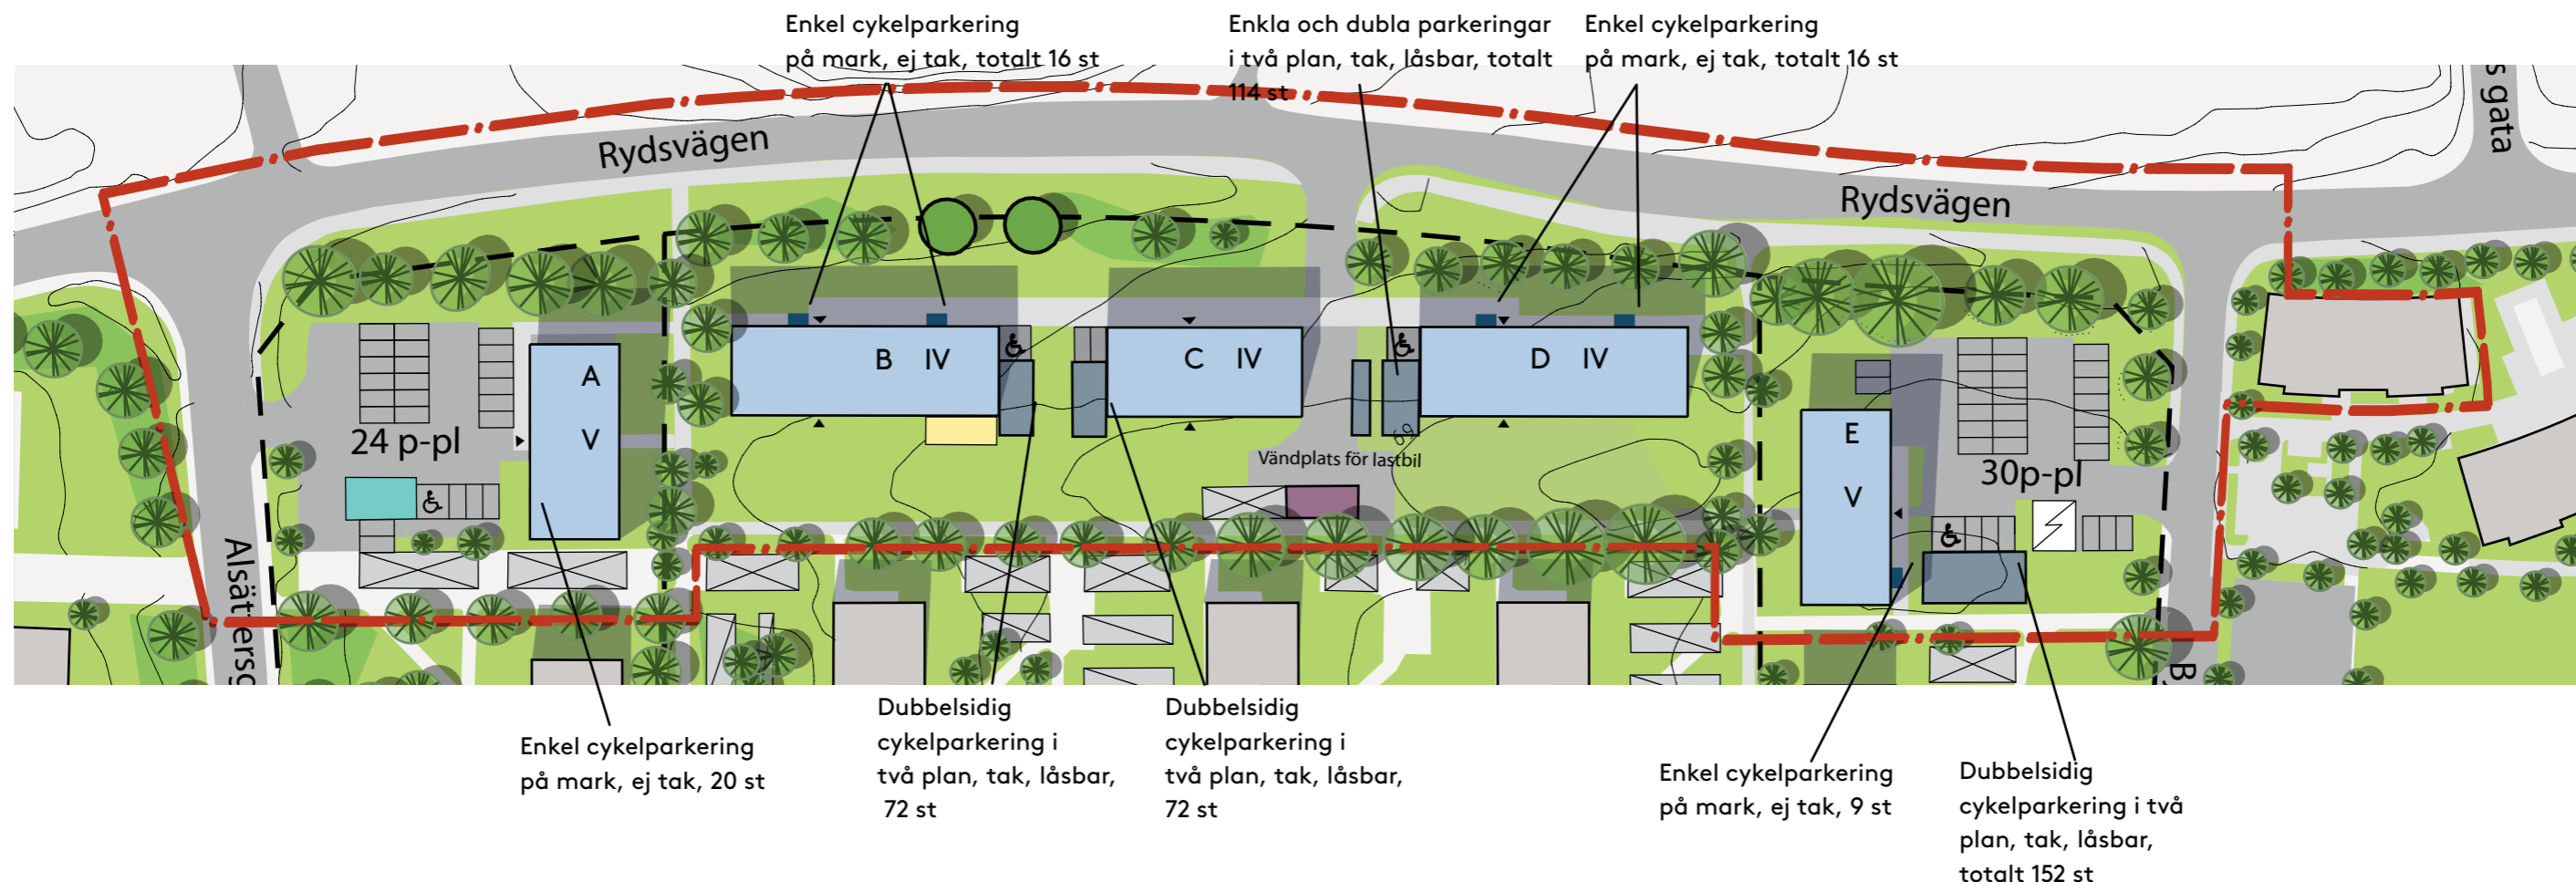 Enkel cykelparkering
på mark, ej tak, totalt 16 st
Enkla och dubla parkeringar
i två plan, tak, låsbar, totalt
114 st
Enkel cykelparkering
på mark, ej tak, totalt 16 st
s gata
Rydsvägen
Rydsvägen
A
V
B IV
C IV
D IV
E
V
24 p-pl
30p-pl
69
Vändplats för lastbil
Alsättersg
B
Enkel cykelparkering
på mark, ej tak, 20 st
Dubbelsidig
cykelparkering i
två plan, tak, låsbar,
72 st
Dubbelsidig
cykelparkering i
två plan, tak, låsbar,
72 st
Enkel cykelparkering
på mark, ej tak, 9 st
Dubbelsidig
cykelparkering i två
plan, tak, låsbar,
totalt 152 st